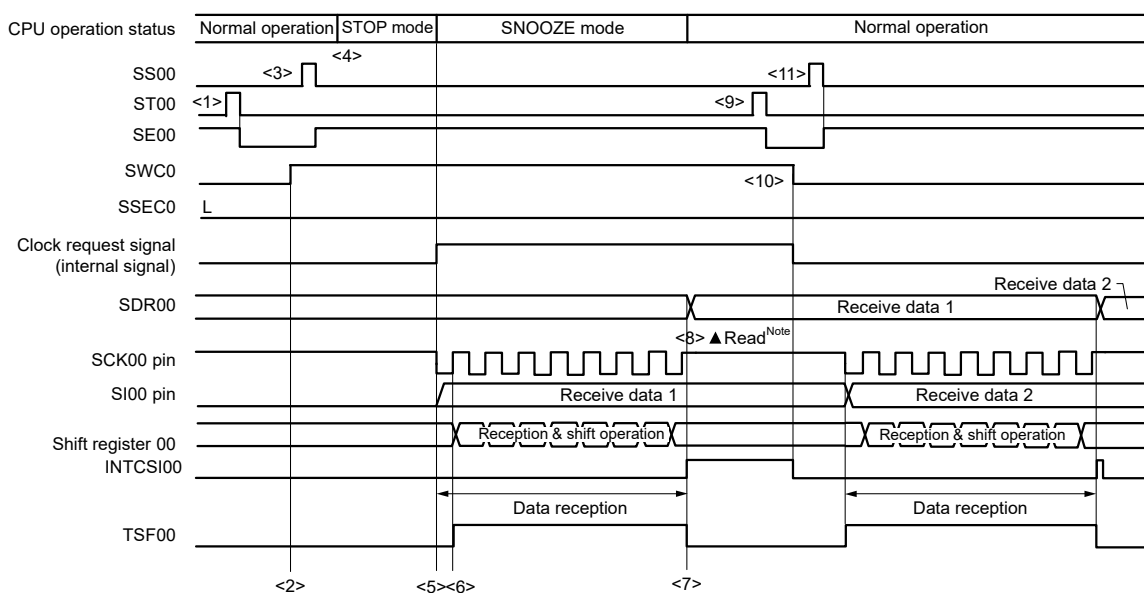 CPU operation status Normal operation STOP mode SNOOZE mode Normal operation
<4>
SS00 <3> <11>
ST00 <1> <9>
SE00
SWC0 <10>
SSEC0 L
Clock request signal
(internal signal)
Receive data 2
SDR00 Receive data 1
<8> ▲Read Note
SCK00 pin
SI00 pin Receive data 1 Receive data 2
Shift register 00 Reception & shift operation Reception & shift operation
INTCSI00
Data reception Data reception
TSF00
<2> <5> <6> <7>